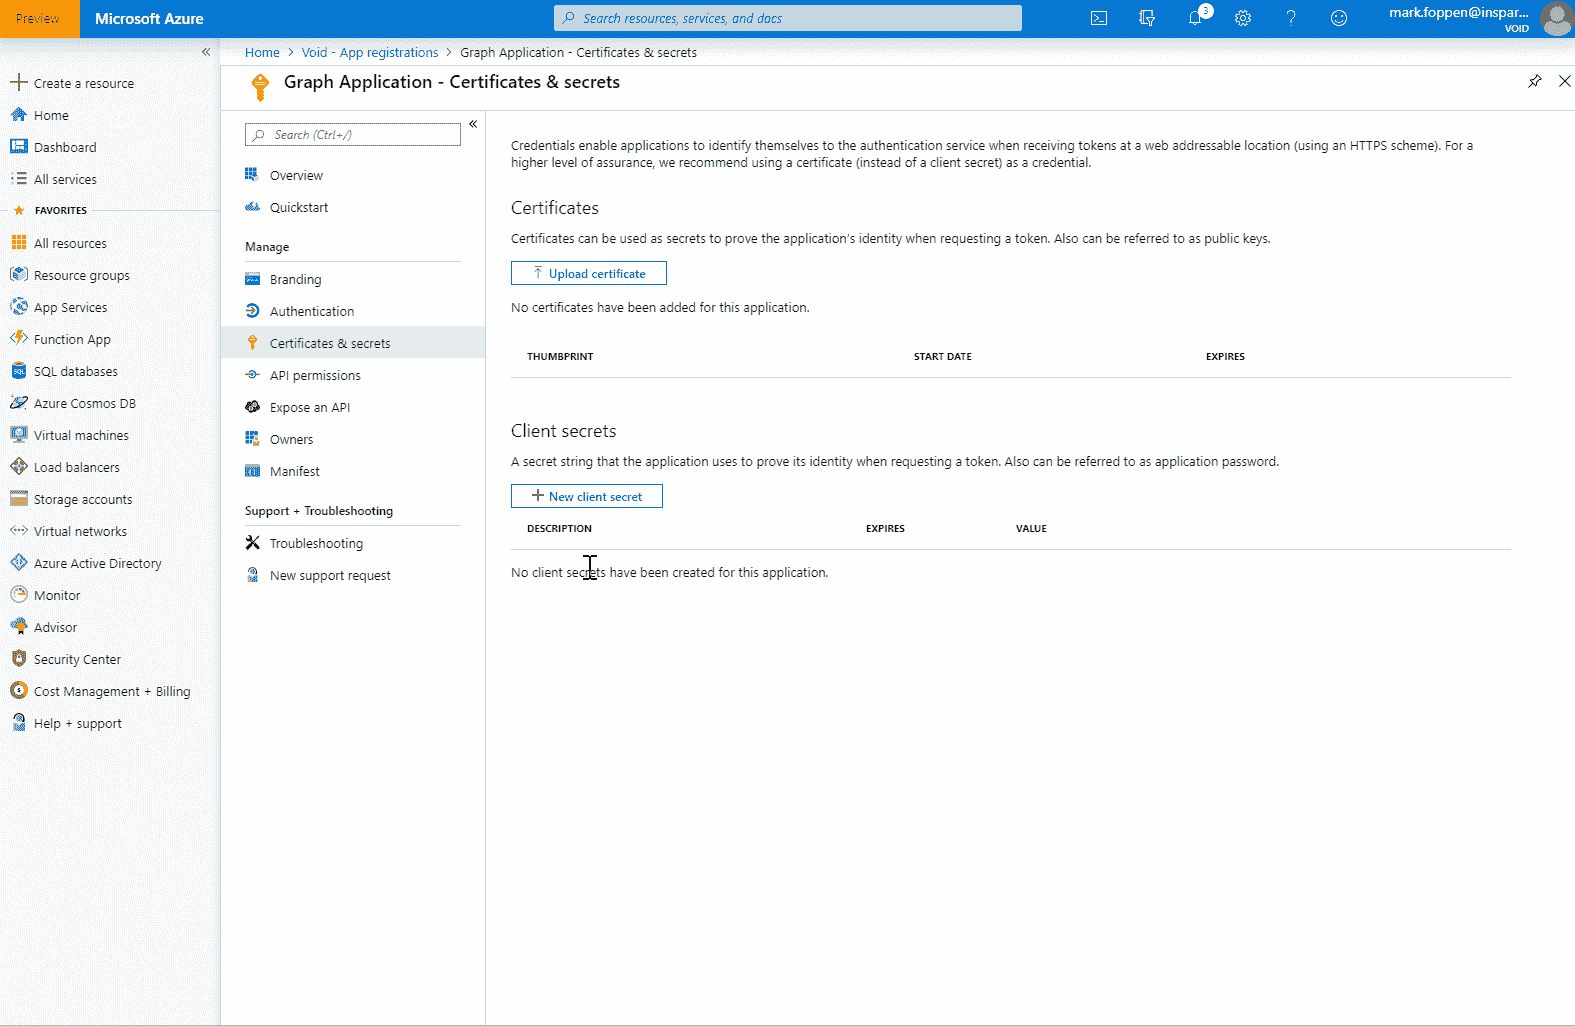 Preview
Microsoft Azure
Search resources, services, and docs
3
mark.foppen@inspar...
VOID
Create a resource
Home
Dashboard
All services
FAVORITES
All resources
Resource groups
App Services
Function App
SQL databases
Azure Cosmos DB
Virtual machines
Load balancers
Storage accounts
Virtual networks
Azure Active Directory
Monitor
Advisor
Security Center
Cost Management + Billing
Help + support
Home > Void - App registrations > Graph Application - Certificates & secrets
Graph Application - Certificates & secrets
Search (Ctrl+/)
Overview
Quickstart
Manage
Branding
Authentication
Certificates & secrets
API permissions
Expose an API
Owners
Manifest
Support + Troubleshooting
Troubleshooting
New support request
Credentials enable applications to identify themselves to the authentication service when receiving tokens at a web addressable location (using an HTTPS scheme). For a
higher level of assurance, we recommend using a certificate (instead of a client secret) as a credential.
Certificates
Certificates can be used as secrets to prove the application's identity when requesting a token. Also can be referred to as public keys.
Upload certificate
No certificates have been added for this application.
THUMBPRINT START DATE EXPIRES
Client secrets
A secret string that the application uses to prove its identity when requesting a token. Also can be referred to as application password.
New client secret
DESCRIPTION EXPIRES VALUE
No client secrets have been created for this application.